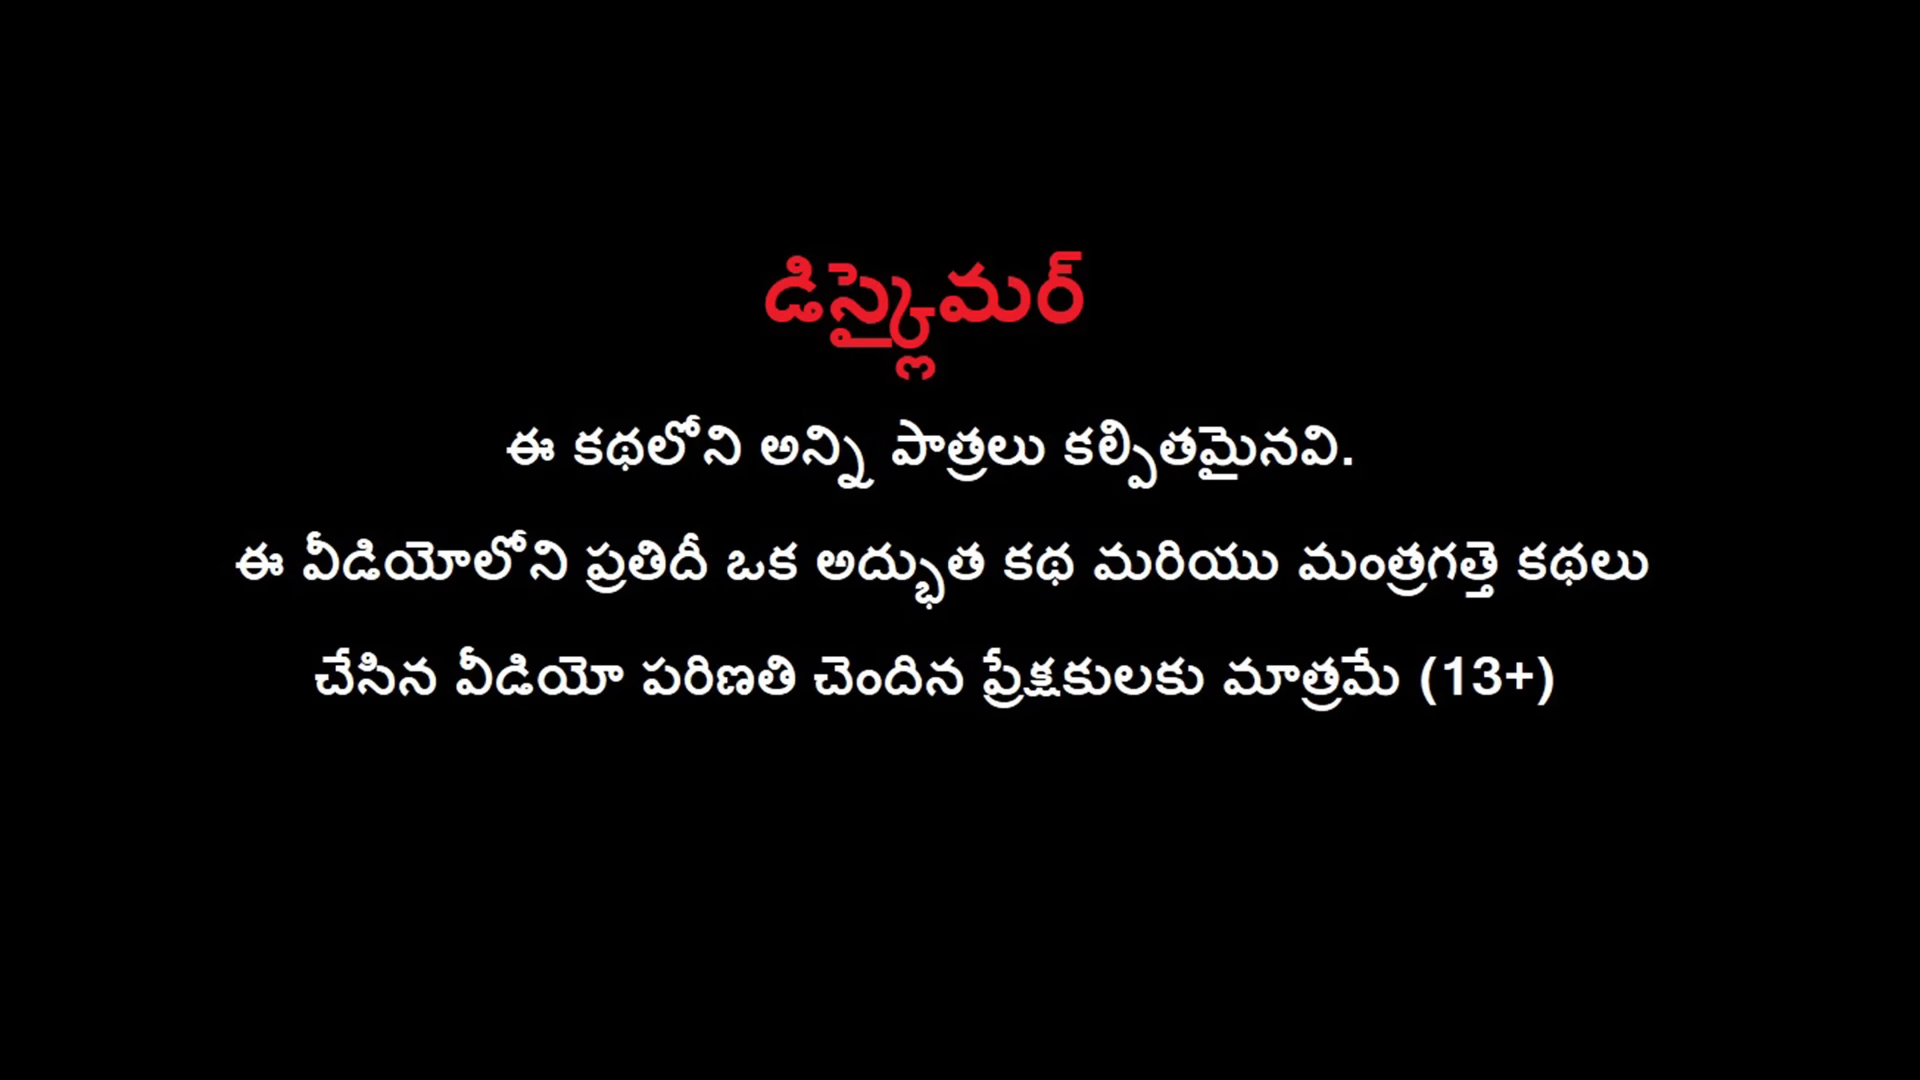 డిస్క్లైమర్
ఈ కథలోని అన్ని పాత్రలు కల్పితమైనవి.
ఈ వీడియోలోని ప్రతిదీ ఒక అద్భుత కథ మరియు మంత్రగత్తె కథలు
చేసిన వీడియో పరిణతి చెందిన ప్రేక్షకులకు మాత్రమే (13+)